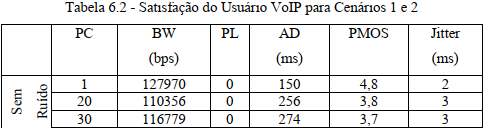 Tabela 6.2 - Satisfação do Usuário VoIP para Cenários 1 e 2
PC BW (bps) PL AD (ms) PMOS Jitter (ms)
Sem Ruído
1 127970 0 150 4,8 2
20 110356 0 256 3,8 3
30 116779 0 274 3,7 3